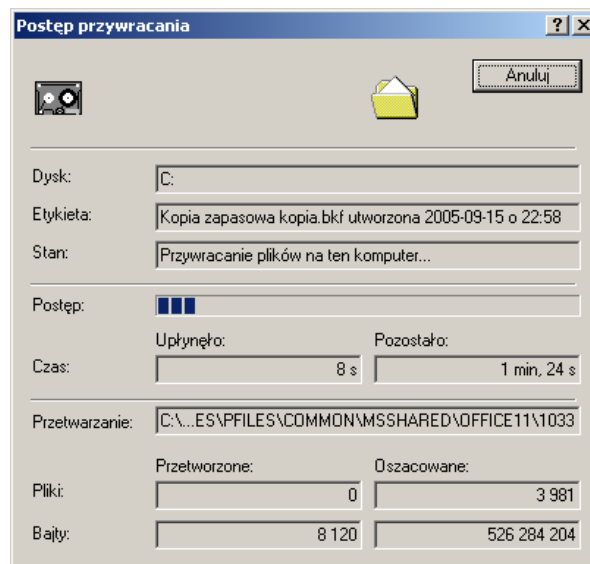 Postęp przywracania
Anuluj
Dysk: C:
Etykieta: Kopia zapasowa kopia.bkf utworzona 2005-09-15 o 22:58
Stan: Przywracanie plików na ten komputer...
Postęp:
Upłynęło: Pozostało:
Czas: 8 s 1 min, 24 s
Przetwarzanie: C:\...ES\PFILES\COMMON\MSSHARED\OFFICE11\1033
Przetworzone: Oszacowane:
Pliki: 0 3 981
Bajty: 8 120 526 284 204